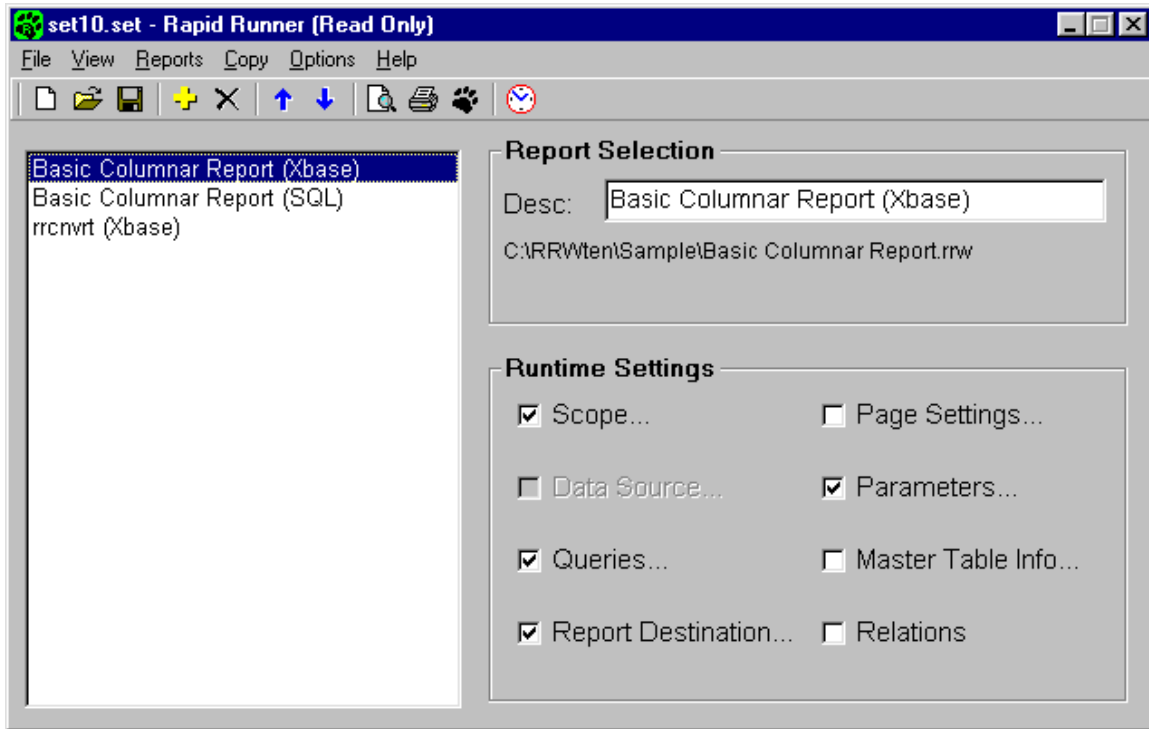 set10.set - Rapid Runner (Read Only)
File View Reports Copy Options Help
Basic Columnar Report (Xbase)
Basic Columnar Report (SQL)
rrcnvrt (Xbase)
Report Selection
Desc: Basic Columnar Report (Xbase)
C:\RRWten\Sample\Basic Columnar Report.rrw
Runtime Settings
Scope... Page Settings...
Data Source... Parameters...
Queries... Master Table Info...
Report Destination... Relations